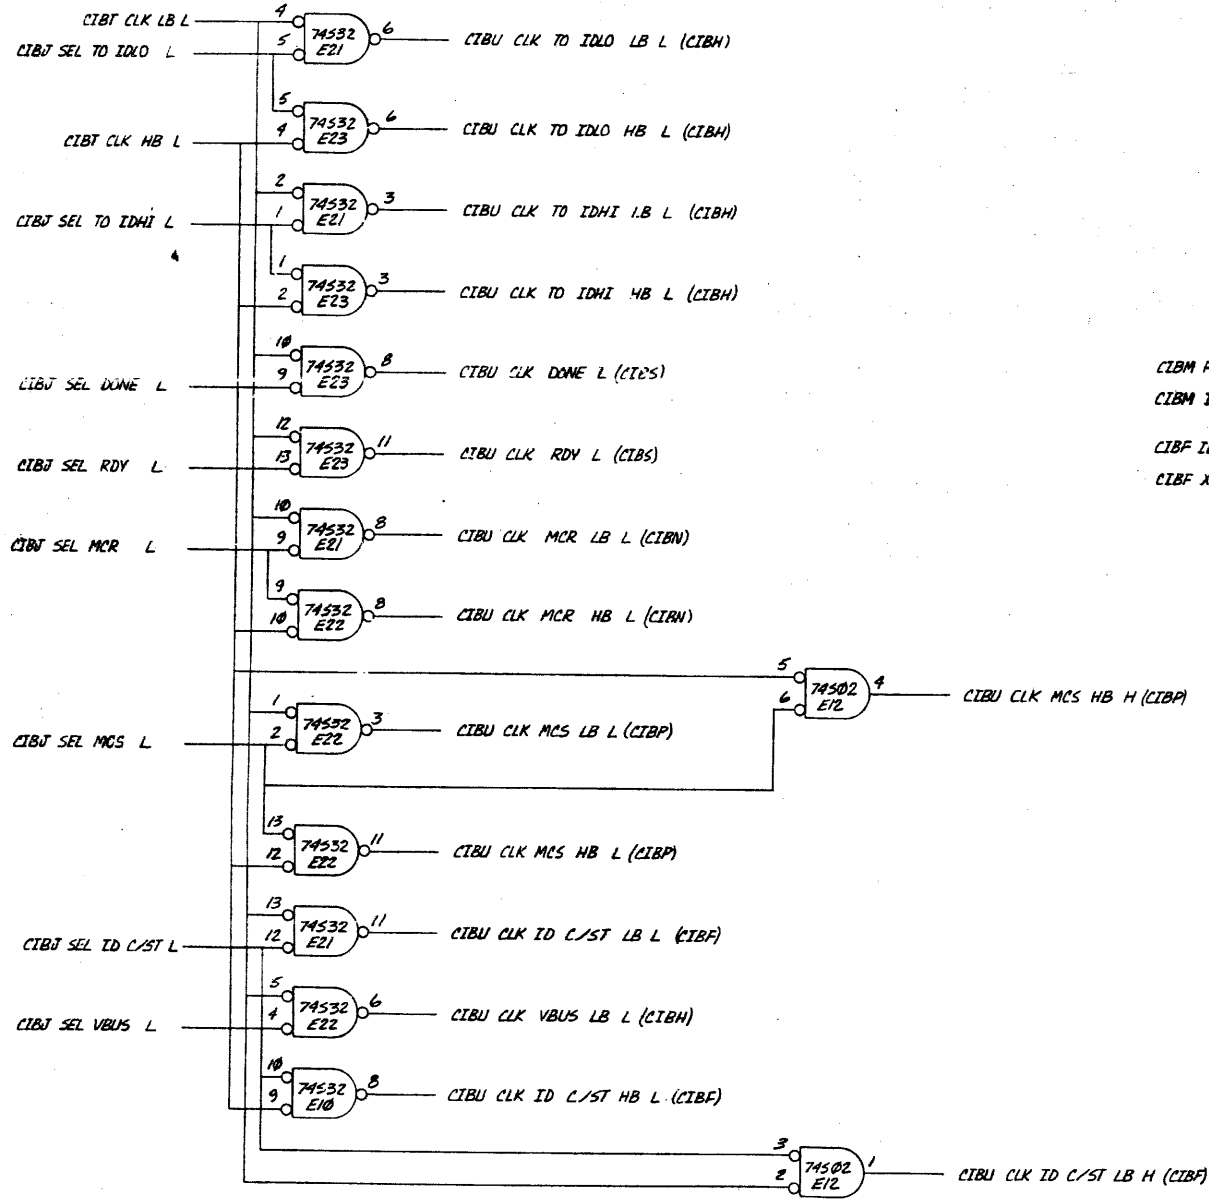 CIBT CLK LB L
4
5
74S32
E21
6
CIBU CLK TO IDLO LB L (CIBH)
CIBJ SEL TO IDLO L
5
4
74S32
E23
6
CIBU CLK TO IDLO HB L (CIBH)
CIBT CLK HB L
2
1
74S32
E21
3
CIBU CLK TO IDHI LB L (CIBH)
CIBJ SEL TO IDHI L
1
2
74S32
E23
3
CIBU CLK TO IDHI HB L (CIBH)
10
9
74S32
E23
8
CIBU CLK DONE L (CIBS)
CIBJ SEL DONE L
CIBM
CIBM
12
13
74S32
E23
11
CIBU CLK RDY L (CIBS)
CIBJ SEL RDY L
CIBF
CIBF
10
9
74S32
E21
8
CIBU CLK MCR LB L (CIBN)
CIBJ SEL MCR L
9
10
74S32
E22
8
CIBU CLK MCR HB L (CIBN)
5
6
74S02
E12
4
CIBU CLK MCS HB H (CIBP)
1
2
74S32
E22
3
CIBU CLK MCS LB L (CIBP)
CIBJ SEL MCS L
13
12
74S32
E22
11
CIBU CLK MCS HB L (CIBP)
13
12
74S32
E21
11
CIBU CLK ID C/ST LB L (CIBF)
CIBJ SEL ID C/ST L
5
4
74S32
E22
6
CIBU CLK VBUS LB L (CIBH)
CIBJ SEL VBUS L
10
9
74S32
E10
8
CIBU CLK ID C/ST HB L (CIBF)
3
2
74S02
E12
1
CIBU CLK ID C/ST LB H (CIBF)